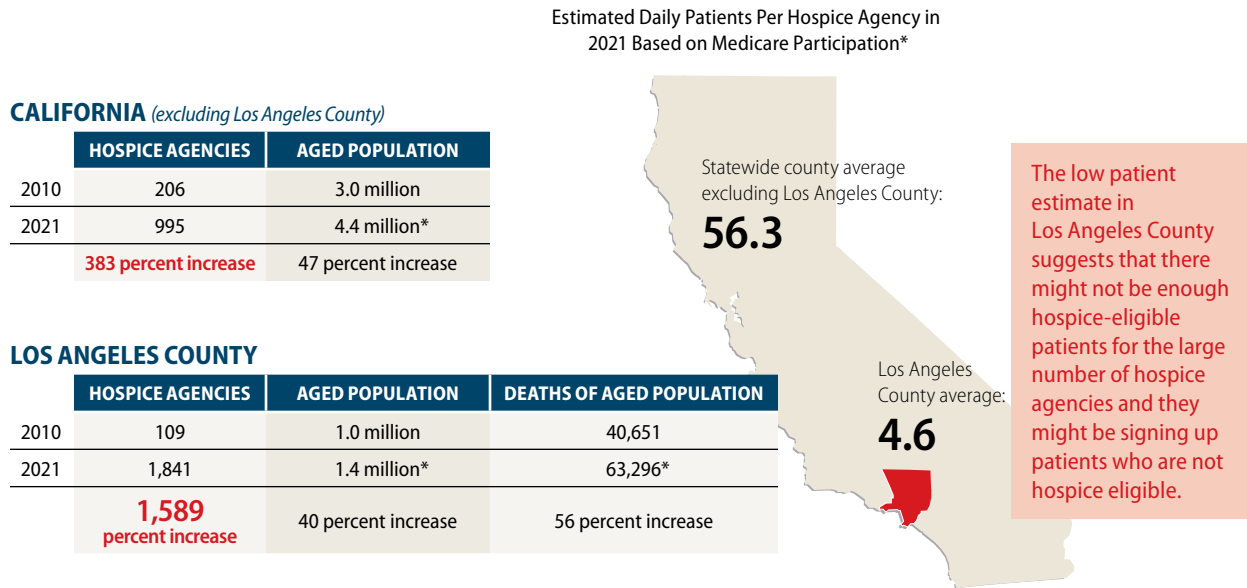 Estimated Daily Patients Per Hospice Agency in
2021 Based on Medicare Participation*
CALIFORNIA (excluding Los Angeles County)
HOSPICE AGENCIES AGED POPULATION
2010 206 3.0 million
2021 995 4.4 million*
383 percent increase 47 percent increase
LOS ANGELES COUNTY
HOSPICE AGENCIES AGED POPULATION DEATHS OF AGED POPULATION
2010 109 1.0 million 40,651
2021 1,841 1.4 million* 63,296*
1,589
percent increase 40 percent increase 56 percent increase
Statewide county average
excluding Los Angeles County:
56.3
Los Angeles
County average:
4.6
The low patient
estimate in
Los Angeles County
suggests that there
might not be enough
hospice-eligible
patients for the large
number of hospice
agencies and they
might be signing up
patients who are not
hospice eligible.